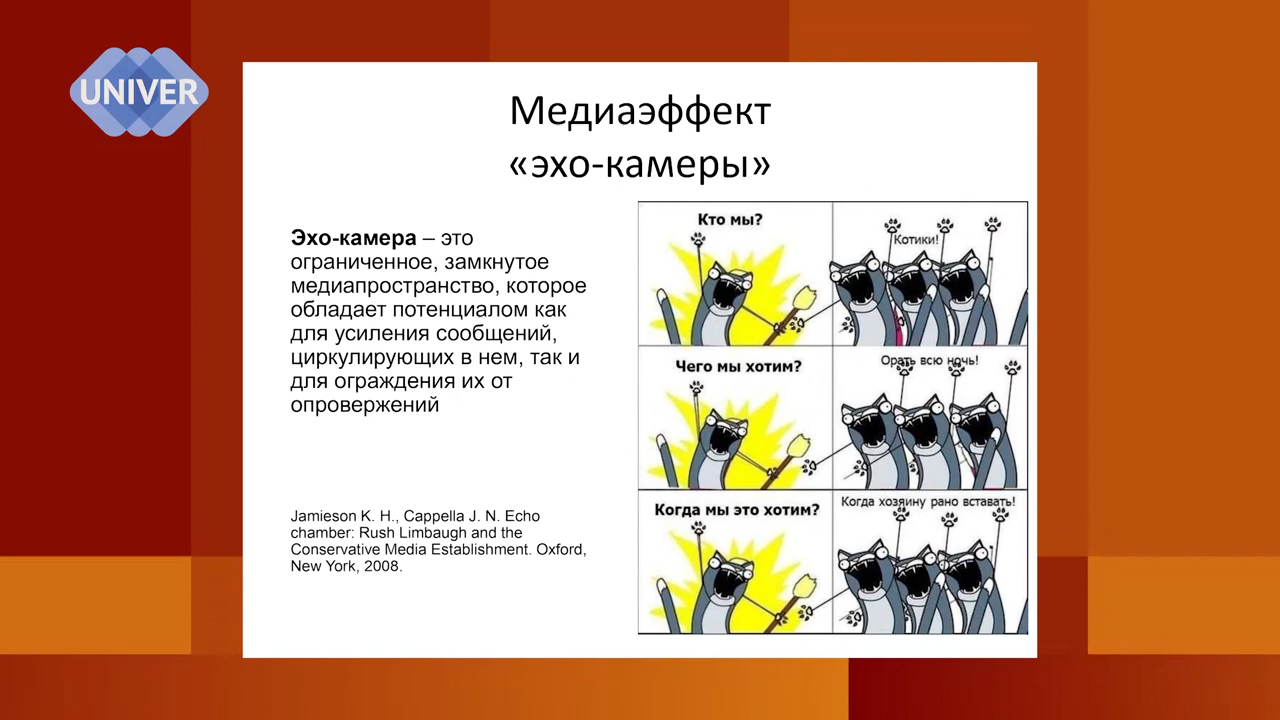 UNIVER
Медиаэффект
«эхо-камеры»
Эхо-камера – это
ограниченное, замкнутое
медиапространство, которое
обладает потенциалом как
для усиления сообщений,
циркулирующих в нем, так и
для ограждения их от
опровержений
Jamieson K. H., Cappella J. N. Echo
chamber: Rush Limbaugh and the
Conservative Media Establishment. Oxford,
New York, 2008.
Кто мы?
Котики!
Чего мы хотим?
Орать всю ночь!
Когда мы это хотим?
Когда хозяину рано вставать!